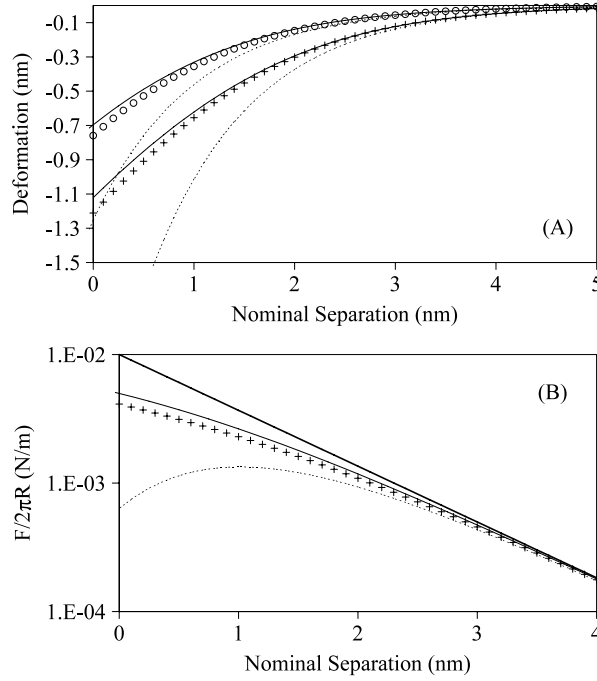 -0.1
-0.3
-0.5
-0.7
-0.9
-1.1
-1.3
-1.5
Deformation (nm)
(A)
0 1 2 3 4 5
Nominal Separation (nm)
1.E-02
1.E-03
1.E-04
F/2πR (N/m)
(B)
0 1 2 3 4
Nominal Separation (nm)